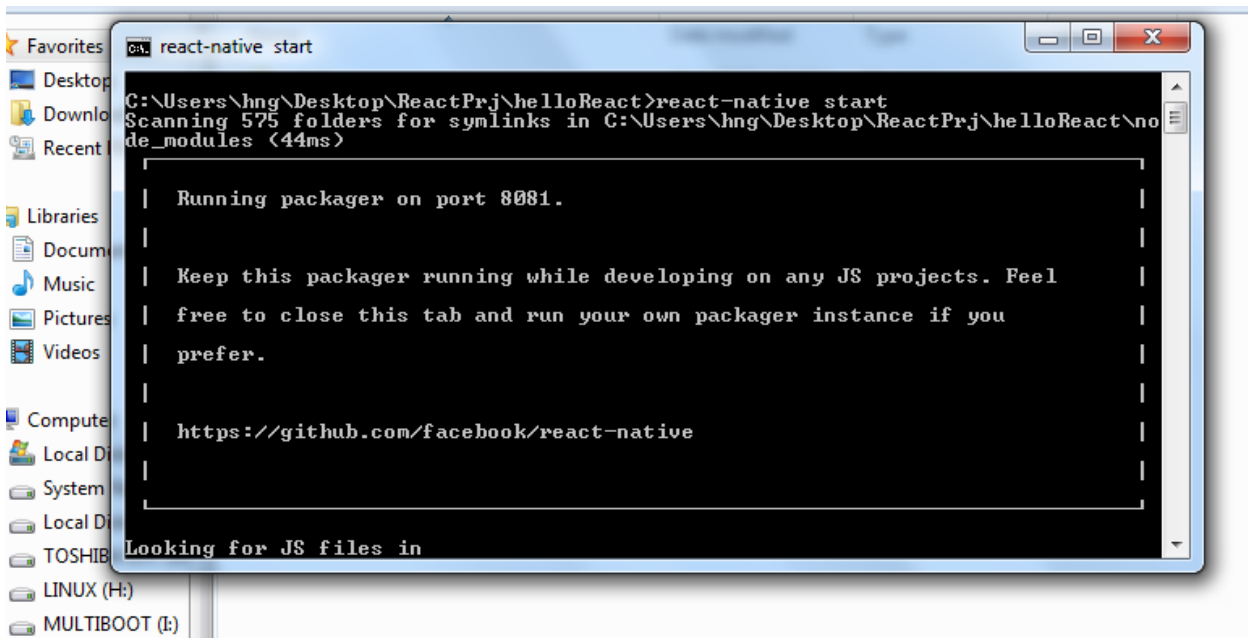 react-native start
Favorites
Desktop
Downlo
Recent
Libraries
Docum
Music
Pictures
Videos
Compute
Local Di
System
Local Di
TOSHIB
LINUX (H:)
MULTIBOOT (I:)
C:\Users\hng\Desktop\ReactPrj\helloReact>react-native start
Scanning 575 folders for symlinks in C:\Users\hng\Desktop\ReactPrj\helloReact\no
de_modules (44ms)
Running packager on port 8081.
Keep this packager running while developing on any JS projects. Feel
free to close this tab and run your own packager instance if you
prefer.
https://github.com/facebook/react-native
Looking for JS files in